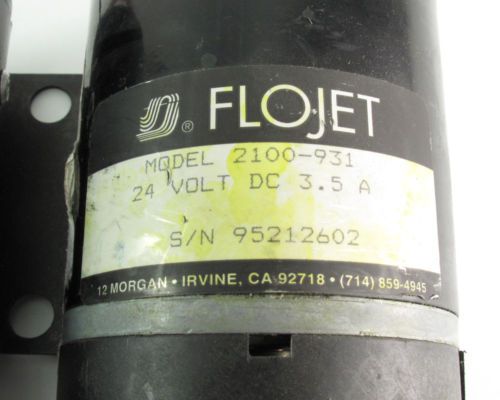 ® FLOJET
MODEL 2100-931
24 VOLT DC 3.5 A
S/N 95212602
12 MORGAN • IRVINE, CA 92718 • (714) 859-4945